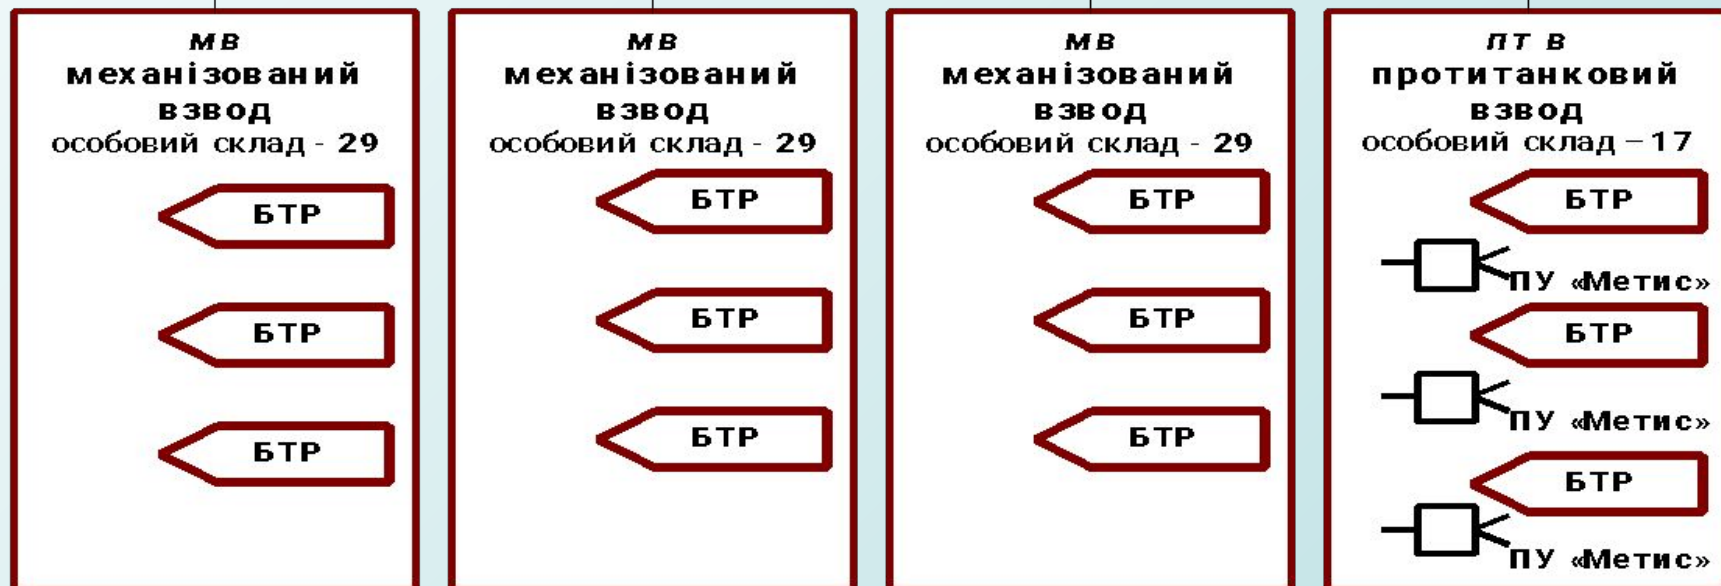 МВ
механізований
взвод
особовий склад - 29
БТР
БТР
БТР
МВ
механізований
взвод
особовий склад - 29
БТР
БТР
БТР
МВ
механізований
взвод
особовий склад - 29
БТР
БТР
БТР
ПТ В
протитанковий
взвод
особовий склад – 17
БТР
ПУ «Метис»
БТР
ПУ «Метис»
БТР
ПУ «Метис»